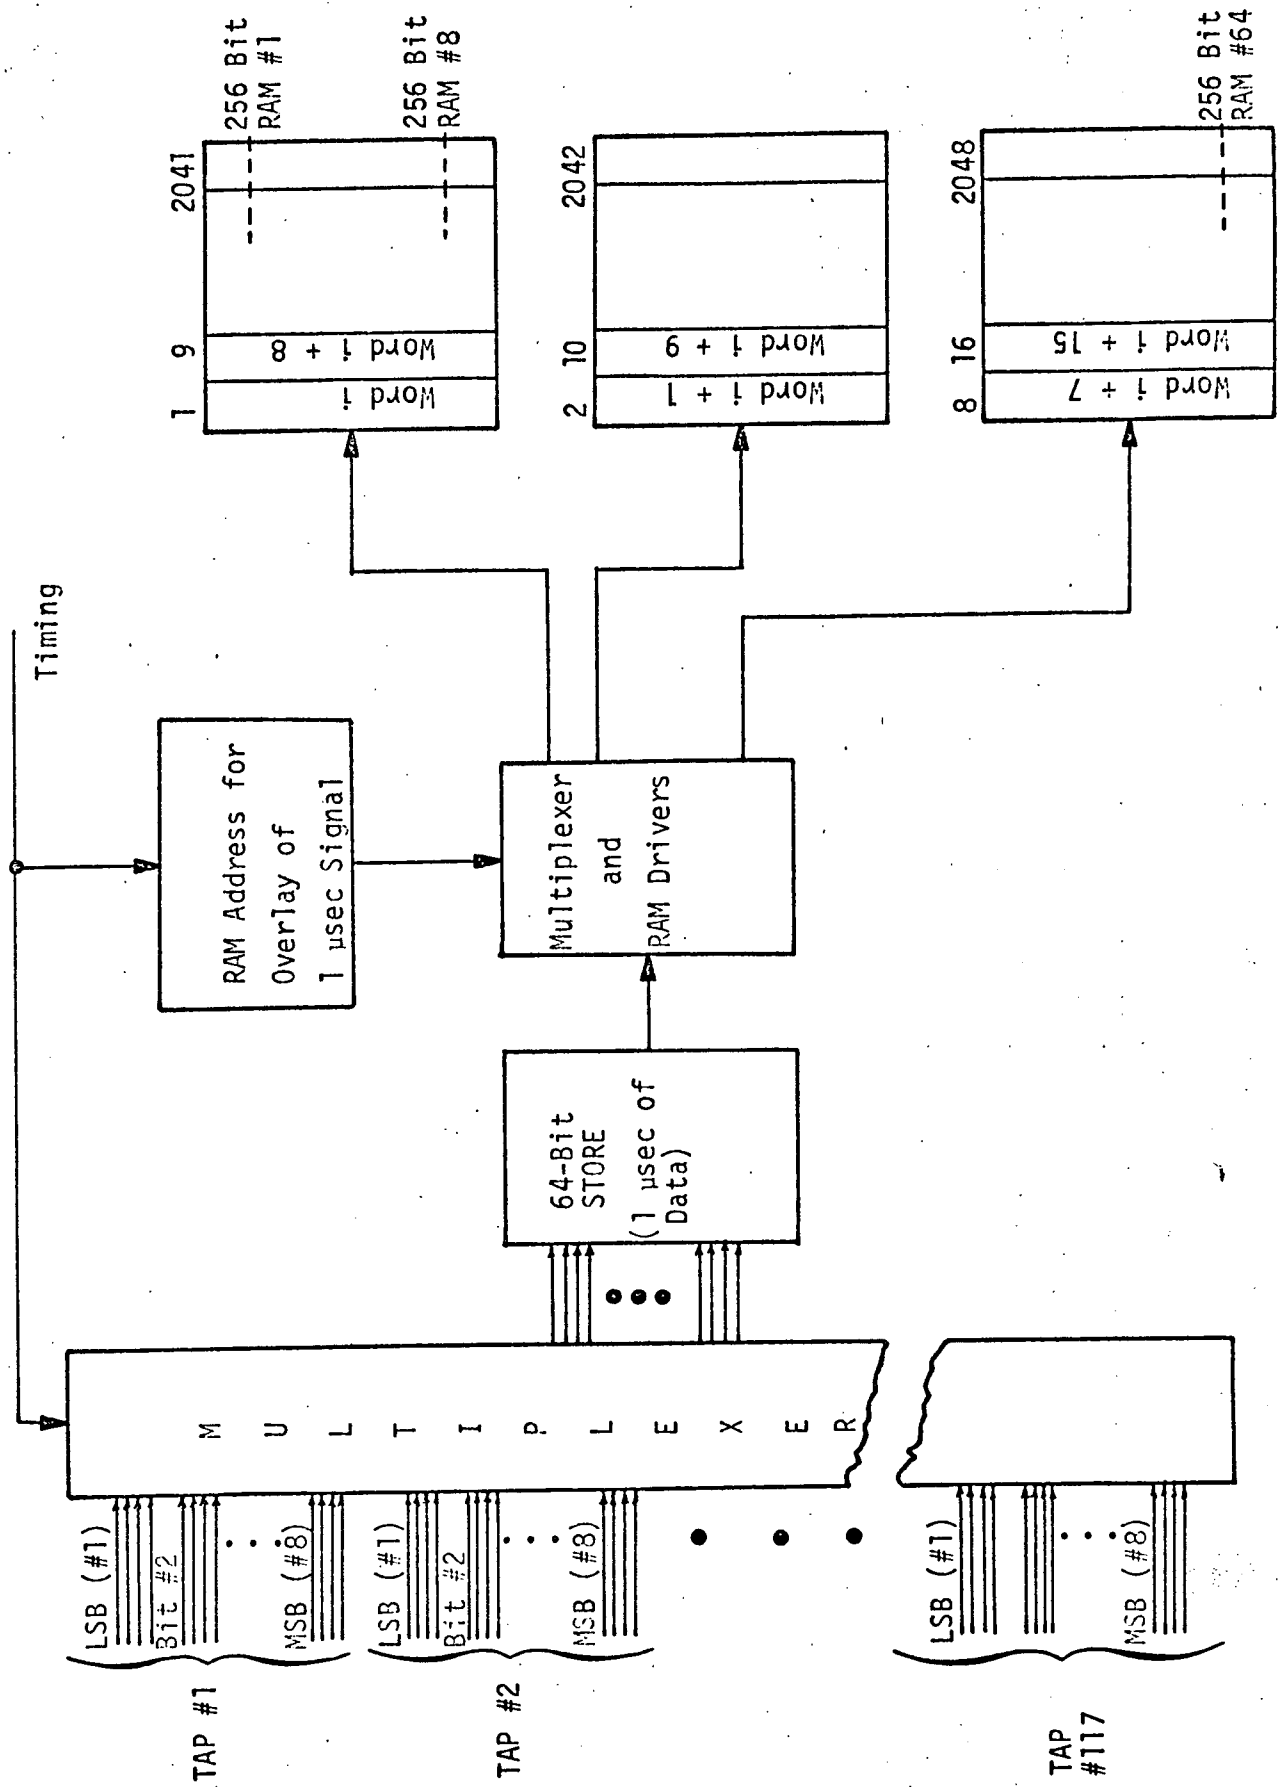 Timing
TAP #1
LSB (#1)
Bit #2
MSB (#8)
TAP #2
LSB (#1)
Bit #2
MSB (#8)
TAP
#117
LSB (#1)
MSB (#8)
M U L T I P L E X E R
64-Bit
STORE
(1 μsec of
Data)
RAM Address for
Overlay of
1 μsec Signal
Multiplexer
and
RAM Drivers
1
9
2041
Word i
Word i + 8
256 Bit
RAM #1
256 Bit
RAM #8
2
10
2042
Word i + 1
Word i + 9
8
16
2048
Word i + 7
Word i + 15
256 Bit
RAM #64